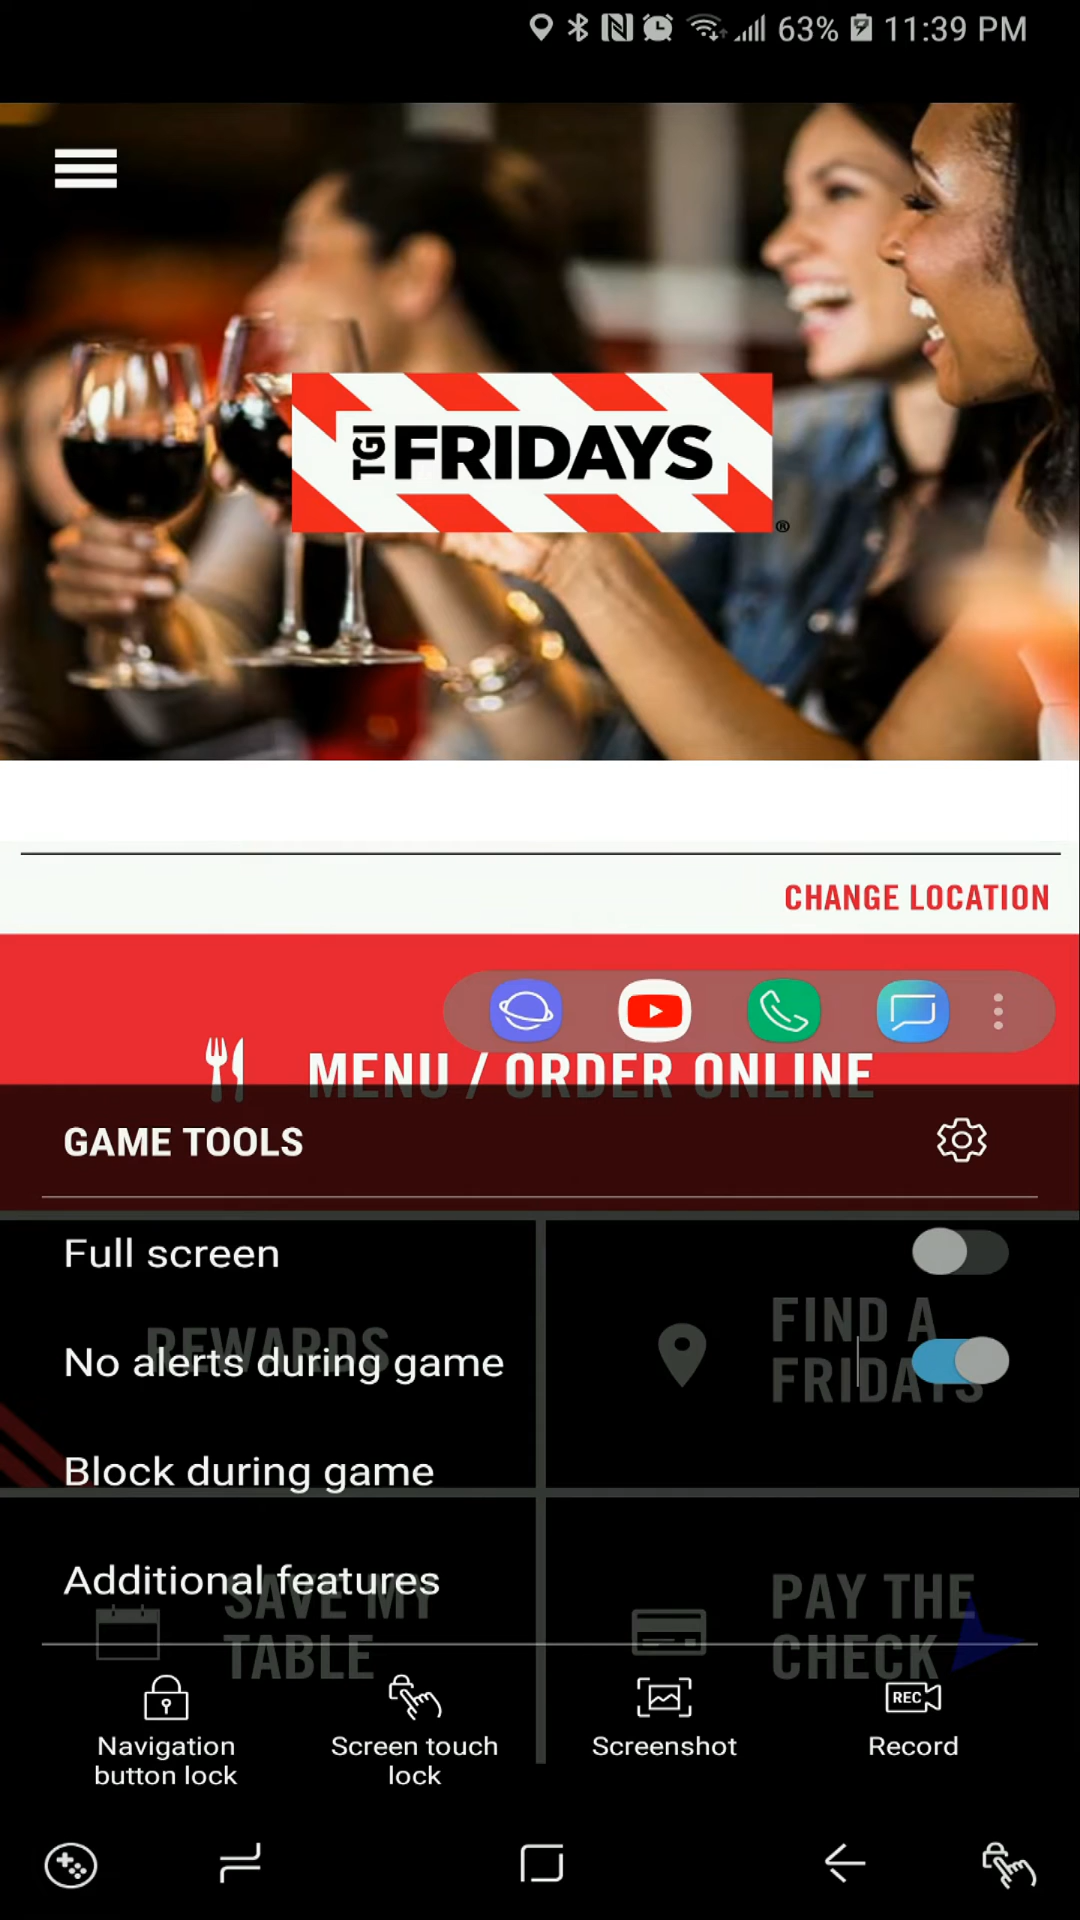 63% 11:39 PM
TGI FRIDAYS
®
CHANGE LOCATION
MENU / ORDER ONLINE
GAME TOOLS
Full screen
REWARDS
FIND A
FRIDAYS
No alerts during game
Block during game
Additional features
SAVE MY
TABLE
PAY THE
CHECK
REC
Navigation
button lock
Screen touch
lock
Screenshot
Record